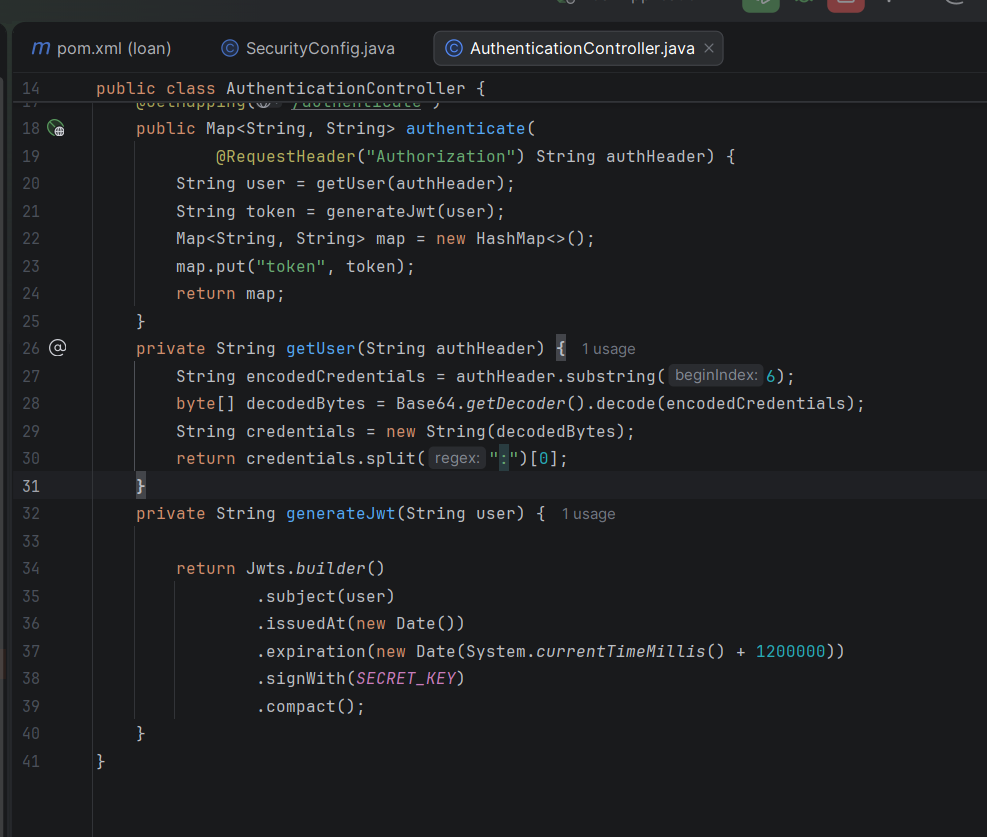 m pom.xml (loan) © SecurityConfig.java © AuthenticationController.java ×
14 public class AuthenticationController {
17 @GetMapping( "/authenticate")
18 public Map<String, String> authenticate(
19 @RequestHeader("Authorization") String authHeader) {
20 String user = getUser(authHeader);
21 String token = generateJwt(user);
22 Map<String, String> map = new HashMap<>();
23 map.put("token", token);
24 return map;
25 }
26 @ private String getUser(String authHeader) { 1 usage
27 String encodedCredentials = authHeader.substring( beginIndex: 6);
28 byte[] decodedBytes = Base64.getDecoder().decode(encodedCredentials);
29 String credentials = new String(decodedBytes);
30 return credentials.split( regex: ":")[0];
31 }
32 private String generateJwt(String user) { 1 usage
33
34 return Jwts.builder()
35 .subject(user)
36 .issuedAt(new Date())
37 .expiration(new Date(System.currentTimeMillis() + 1200000))
38 .signWith(SECRET_KEY)
39 .compact();
40 }
41 }